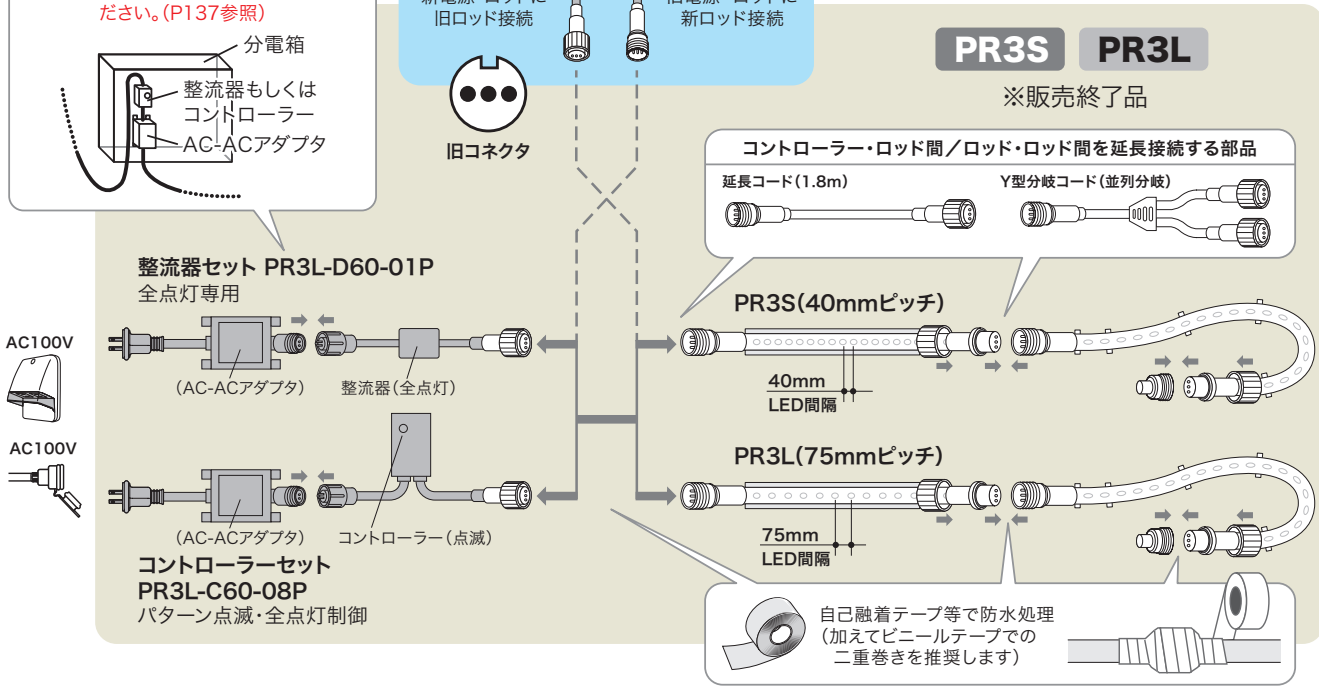 ださい。(P137参照)
分電箱
整流器もしくは
コントローラー
AC-ACアダプタ
旧ロッド接続
新ロッド接続
旧コネクタ
PR3S PR3L
※販売終了品
コントローラー・ロッド間／ロッド・ロッド間を延長接続する部品
延長コード(1.8m)
Y型分岐コード(並列分岐)
整流器セット PR3L-D60-01P
全点灯専用
AC100V
(AC-ACアダプタ)
整流器(全点灯)
PR3S(40mmピッチ)
40mm
LED間隔
AC100V
(AC-ACアダプタ)
コントローラー(点滅)
コントローラーセット
PR3L-C60-08P
パターン点滅・全点灯制御
PR3L(75mmピッチ)
75mm
LED間隔
自己融着テープ等で防水処理
(加えてビニールテープでの
二重巻きを推奨します)